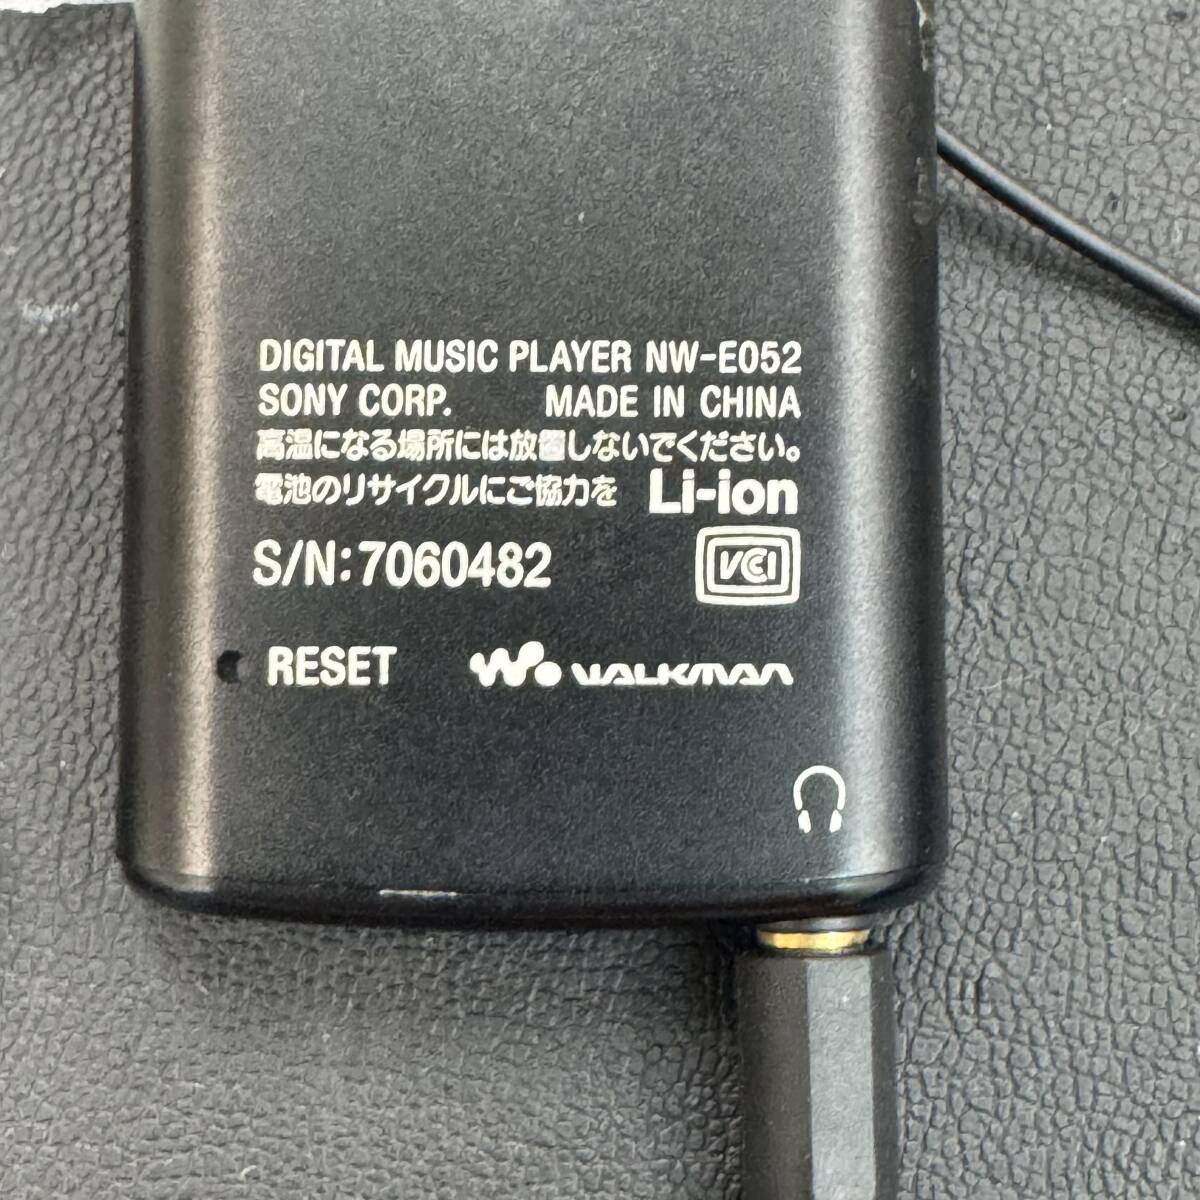 DIGITAL MUSIC PLAYER NW-E052
SONY CORP. MADE IN CHINA
高温になる場所には放置しないでください。
電池のリサイクルにご協力を Li-ion
S/N:7060482
VCCI
RESET WALKMAN